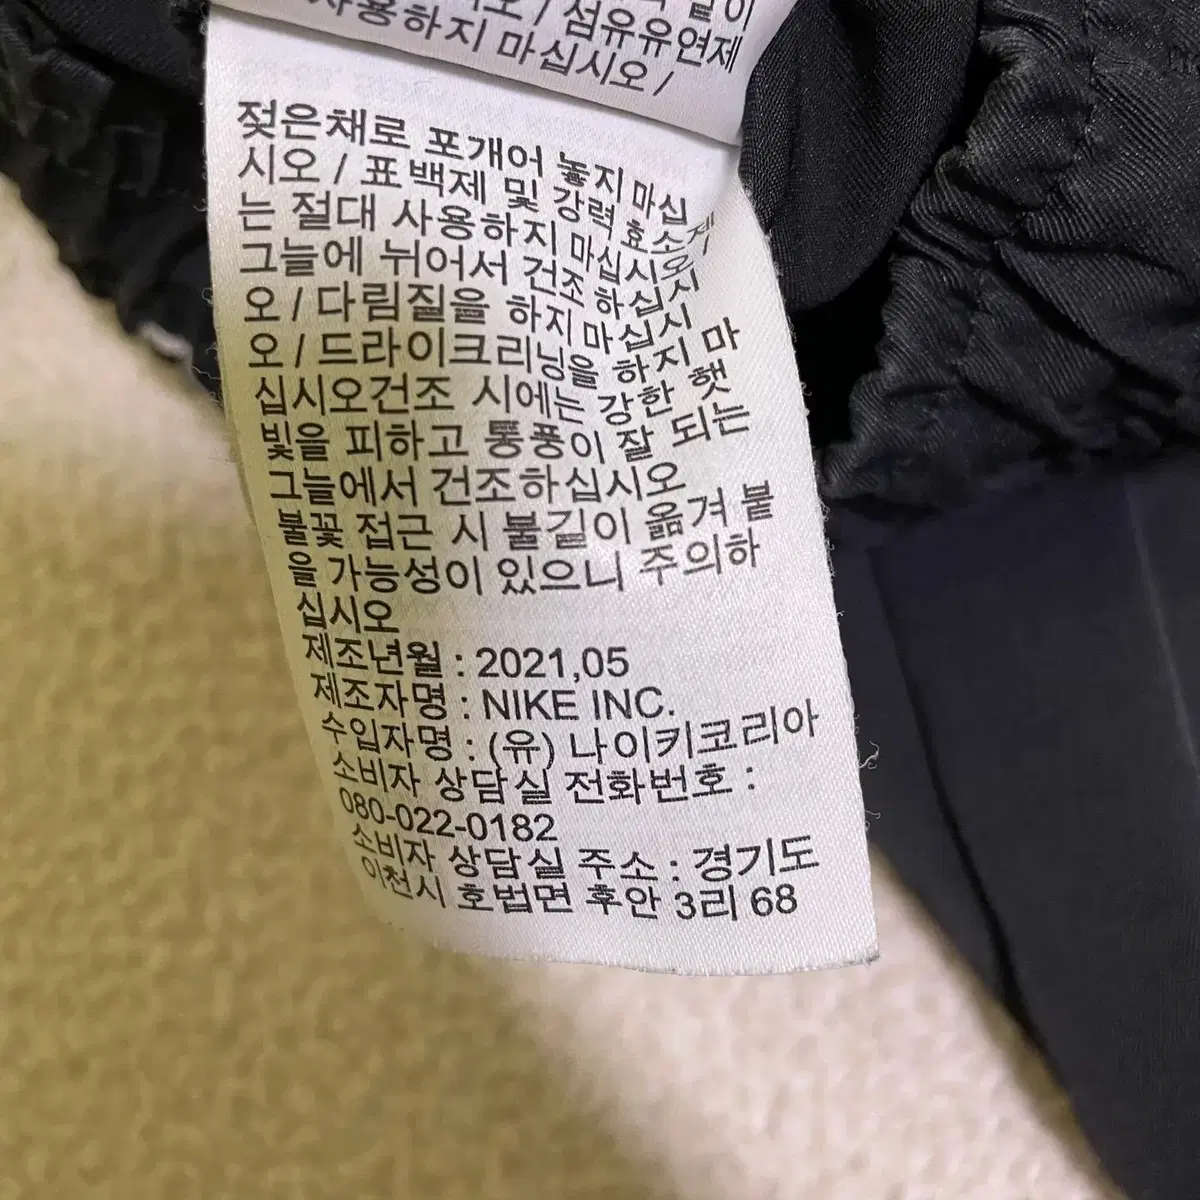 섬유유연제
사용하지 마십시오 /
젖은채로 포개어 놓지 마십
시오 / 표백제 및 강력 효소제
는 절대 사용하지 마십시오
그늘에 뉘어서 건조 하십시
오 / 다림질을 하지 마십시
오 / 드라이크리닝을 하지 마
십시오건조 시에는 강한 햇
빛을 피하고 통풍이 잘 되는
그늘에서 건조하십시오
불꽃 접근 시 불길이 옮겨 붙
을 가능성이 있으니 주의하
십시오
제조년월 : 2021,05
제조자명 : NIKE INC.
수입자명 : (유) 나이키코리아
소비자 상담실 전화번호 :
080-022-0182
소비자 상담실 주소 : 경기도
이천시 호법면 후안 3리 68